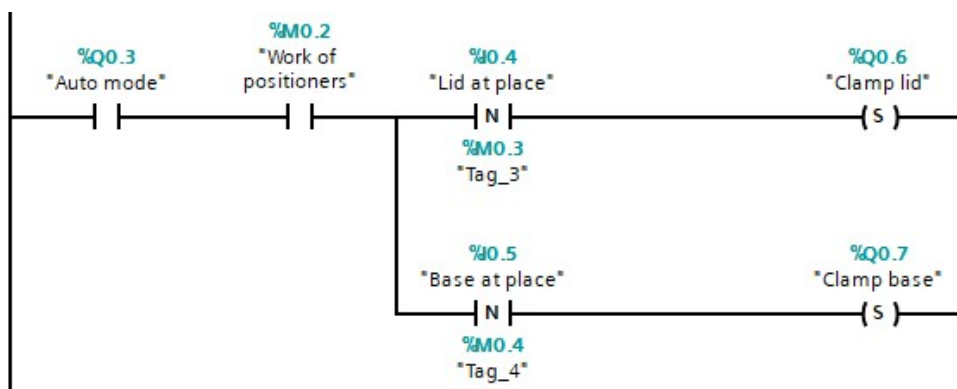 %M0.2
%Q0.3 "Work of %I0.4 %Q0.6
"Auto mode" positioners" "Lid at place" "Clamp lid"
N S
%M0.3
"Tag_3"
%I0.5 %Q0.7
"Base at place" "Clamp base"
N S
%M0.4
"Tag_4"